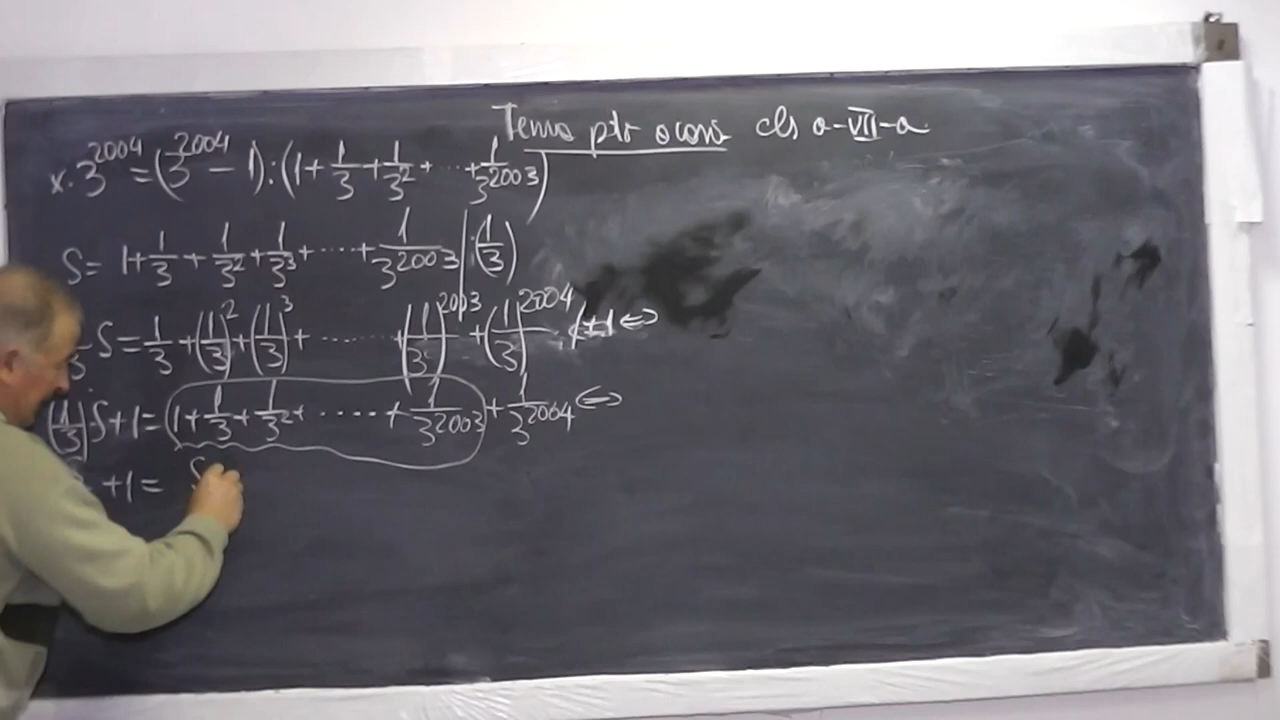 Tema ptr acasă cls a-VII-a
x·3^2004=(3^2004-1):(1+1/3+1/3^2+...+1/3^2003)
S=1+1/3+1/3^2+1/3^3+.....+1/3^2003 |·(1/3)
S=1/3+(1/3)^2+(1/3)^3+.......+(1/3)^2003+(1/3)^2004 /+1⇔
(1/3)·S+1=(1+1/3+1/3^2+.....+1/3^2003)+1/3^2004⇔
+1= S